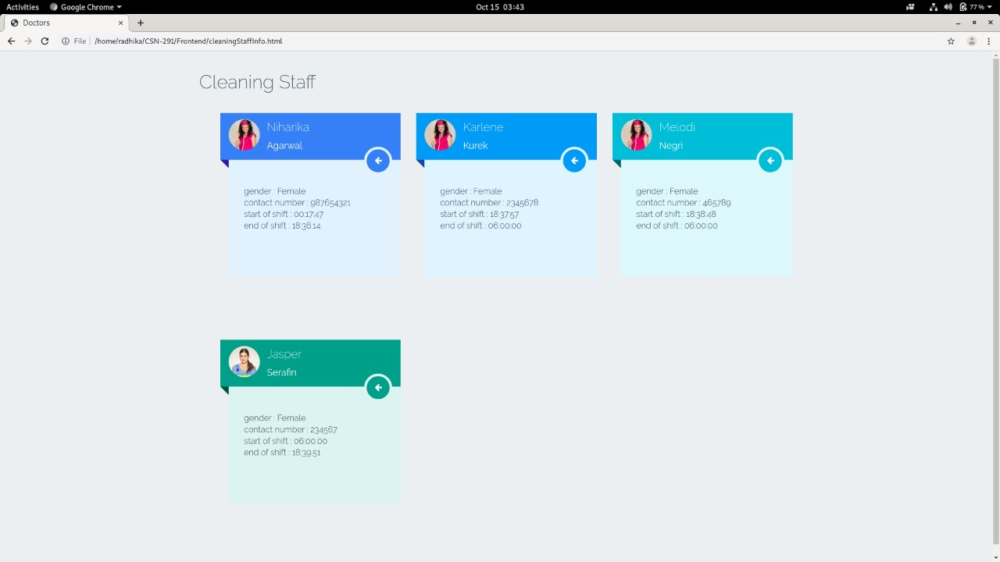 Activities Google Chrome Oct 15 03:43 77 %
Doctors
File /home/radhika/CSN-291/Frontend/cleaningStaffInfo.html
Cleaning Staff
Niharika
Agarwal
gender : Female
contact number : 987654321
start of shift : 00:17:47
end of shift : 18:36:14
Karlene
Kurek
gender : Female
contact number : 2345678
start of shift : 18:37:57
end of shift : 06:00:00
Melodi
Negri
gender : Female
contact number : 465789
start of shift : 18:38:48
end of shift : 06:00:00
Jasper
Serafin
gender : Female
contact number : 234567
start of shift : 06:00:00
end of shift : 18:39:51